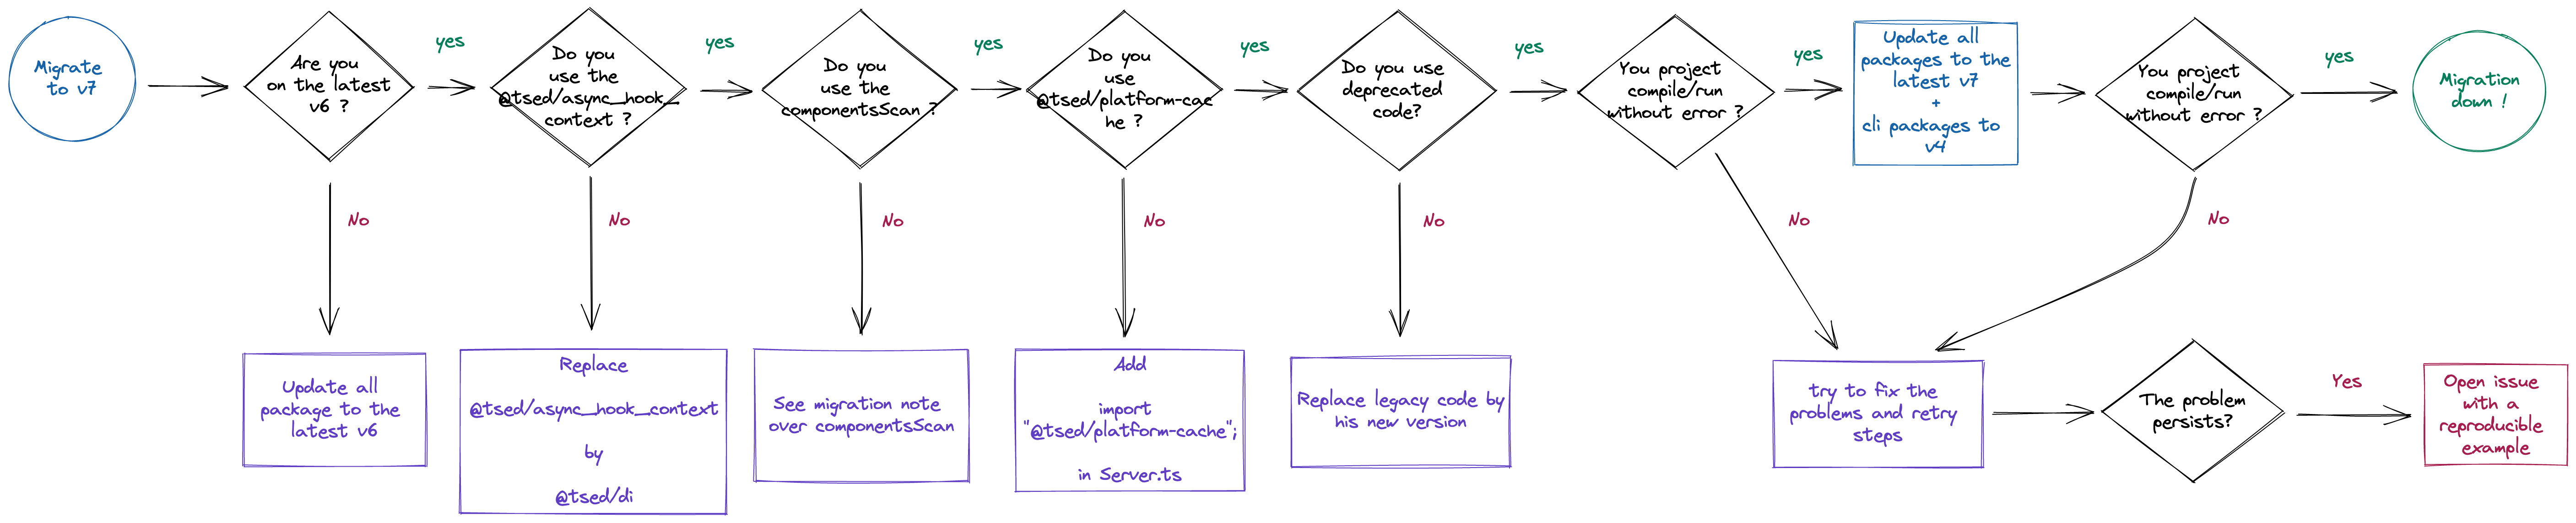 Migrate
to v7
Are you
on the latest
v6 ?
yes
Do you
use the
@tsed/async_hook_
context ?
yes
Do you
use the
componentsScan ?
yes
Do you
use
@tsed/platform-cac
he ?
yes
Do you use
deprecated
code?
yes
You project
compile/run
without error ?
yes
Update all
packages to the
latest v7
+
cli packages to
v4
You project
compile/run
without error ?
yes
Migration
down !
No
No
No
No
No
No
No
Update all
package to the
latest v6
Replace
@tsed/async_hook_context
by
@tsed/di
See migration note
over componentsScan
Add
import
"@tsed/platform-cache";
in Server.ts
Replace legacy code by
his new version
try to fix the
problems and retry
steps
The problem
persists?
Yes
Open issue
with a
reproducible
example